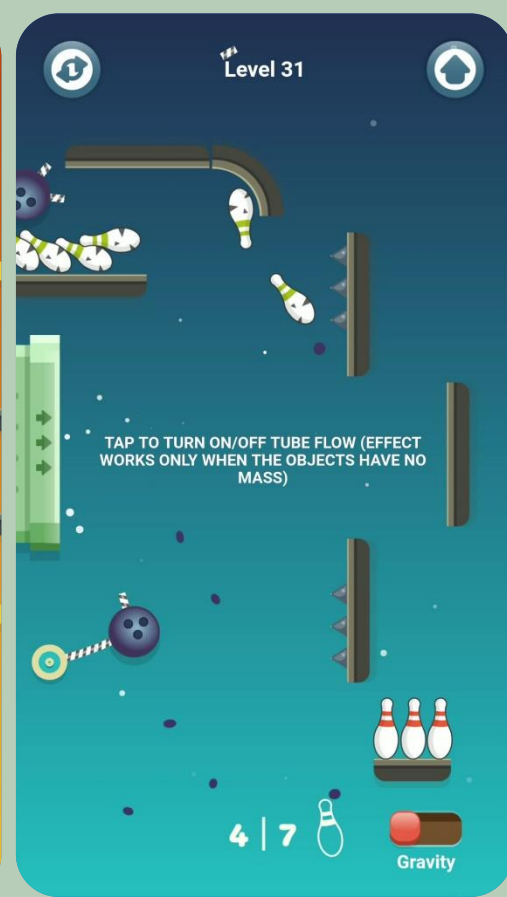 Level 31
TAP TO TURN ON/OFF TUBE FLOW (EFFECT
WORKS ONLY WHEN THE OBJECTS HAVE NO
MASS)
4 | 7
Gravity